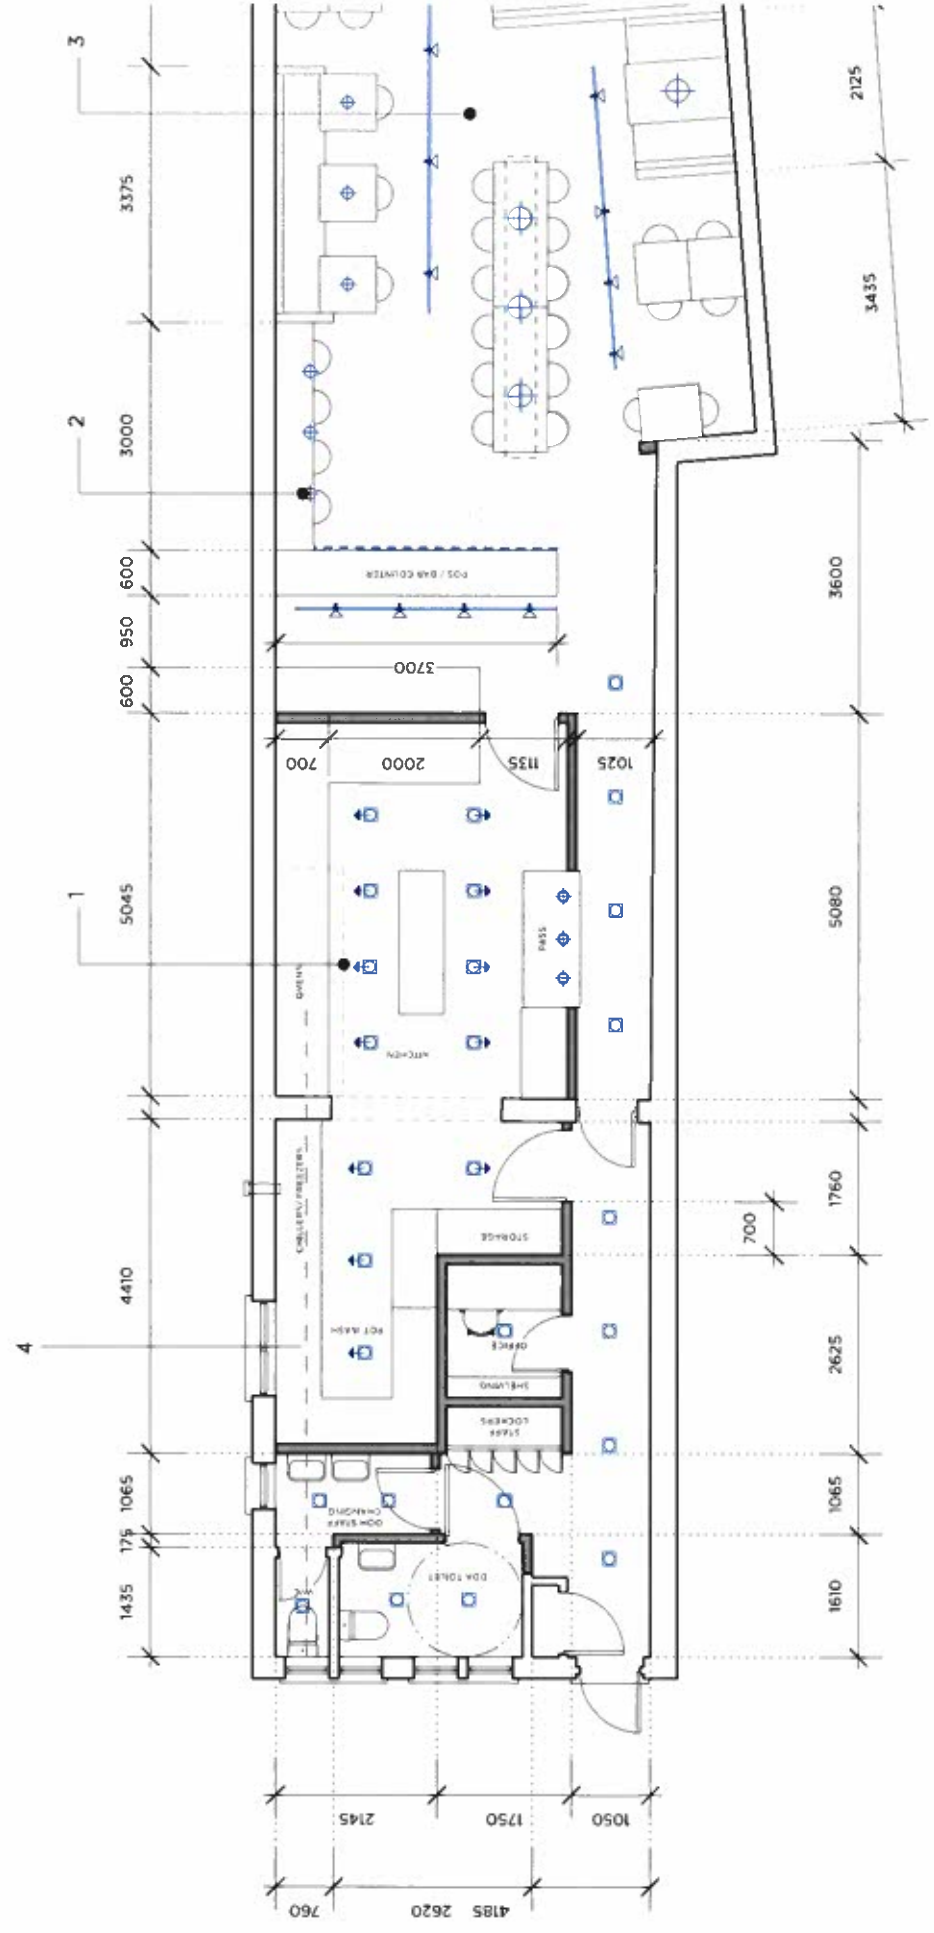 3
2125
3375
3435
2
3000
600
POS / BAR COUNTER
3600
950
600
3700
700
2000
1135
1025
1
5045
5080
PASS
OVENS
KITCHEN
CHILLERS/FREEZERS
1760
700
STORAGE
4410
4
POT WASH
OFFICE
2625
SHELVING
STAFF
LOCKERS
1065
1065
BOH STAFF
CHANGING
175
DDA TOILET
W/C
1435
1610
2145
1750
1050
760
2620
4185